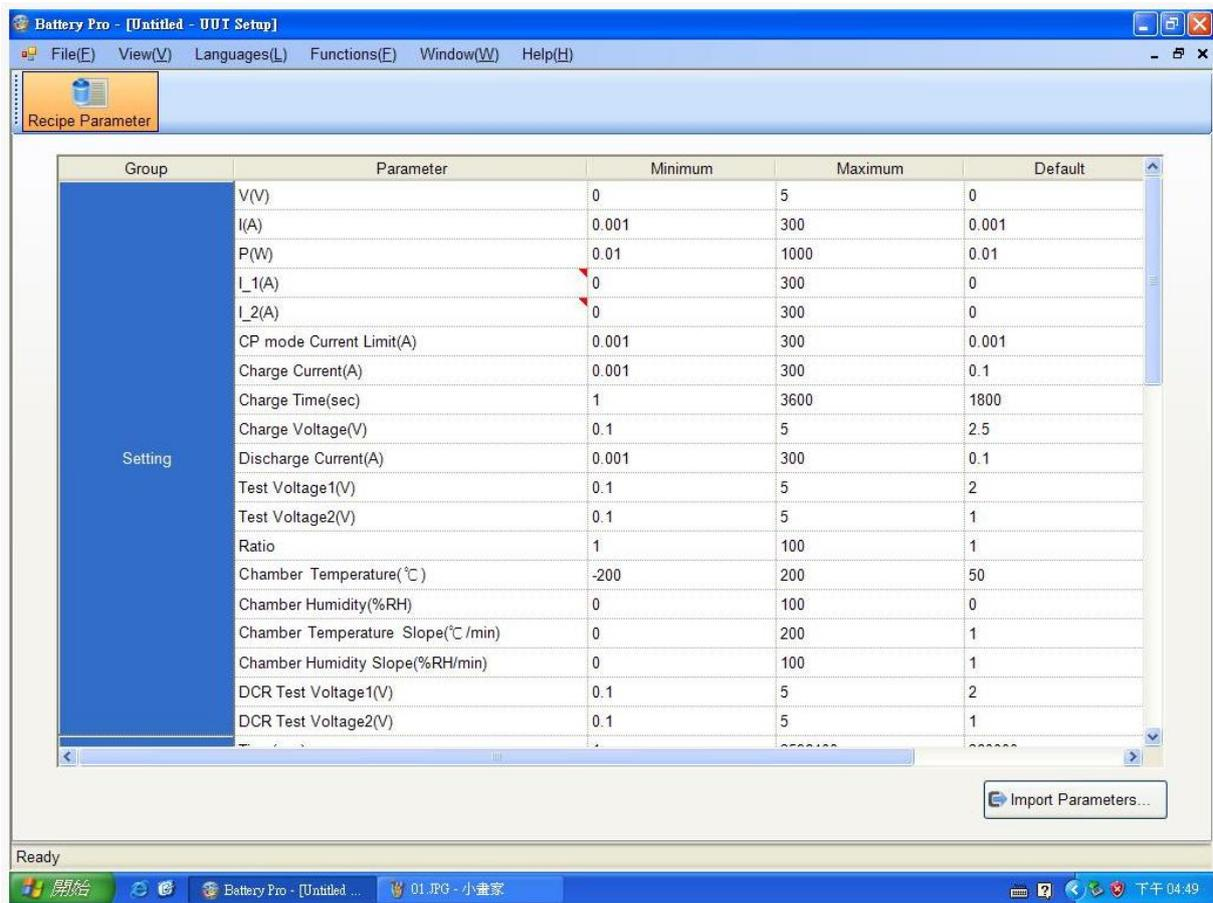 Battery Pro - [Untitled - UUT Setup]
File(F) View(V) Languages(L) Functions(F) Window(W) Help(H)
Recipe Parameter
Group Parameter Minimum Maximum Default
V(V) 0 5 0
I(A) 0.001 300 0.001
P(W) 0.01 1000 0.01
I_1(A) 0 300 0
I_2(A) 0 300 0
CP mode Current Limit(A) 0.001 300 0.001
Charge Current(A) 0.001 300 0.1
Charge Time(sec) 1 3600 1800
Charge Voltage(V) 0.1 5 2.5
Setting Discharge Current(A) 0.001 300 0.1
Test Voltage1(V) 0.1 5 2
Test Voltage2(V) 0.1 5 1
Ratio 1 100 1
Chamber Temperature(℃) -200 200 50
Chamber Humidity(%RH) 0 100 0
Chamber Temperature Slope(℃/min) 0 200 1
Chamber Humidity Slope(%RH/min) 0 100 1
DCR Test Voltage1(V) 0.1 5 2
DCR Test Voltage2(V) 0.1 5 1
Import Parameters...
Ready
開始 Battery Pro - [Untitled ... 01.JPG - 小畫家 下午 04:49